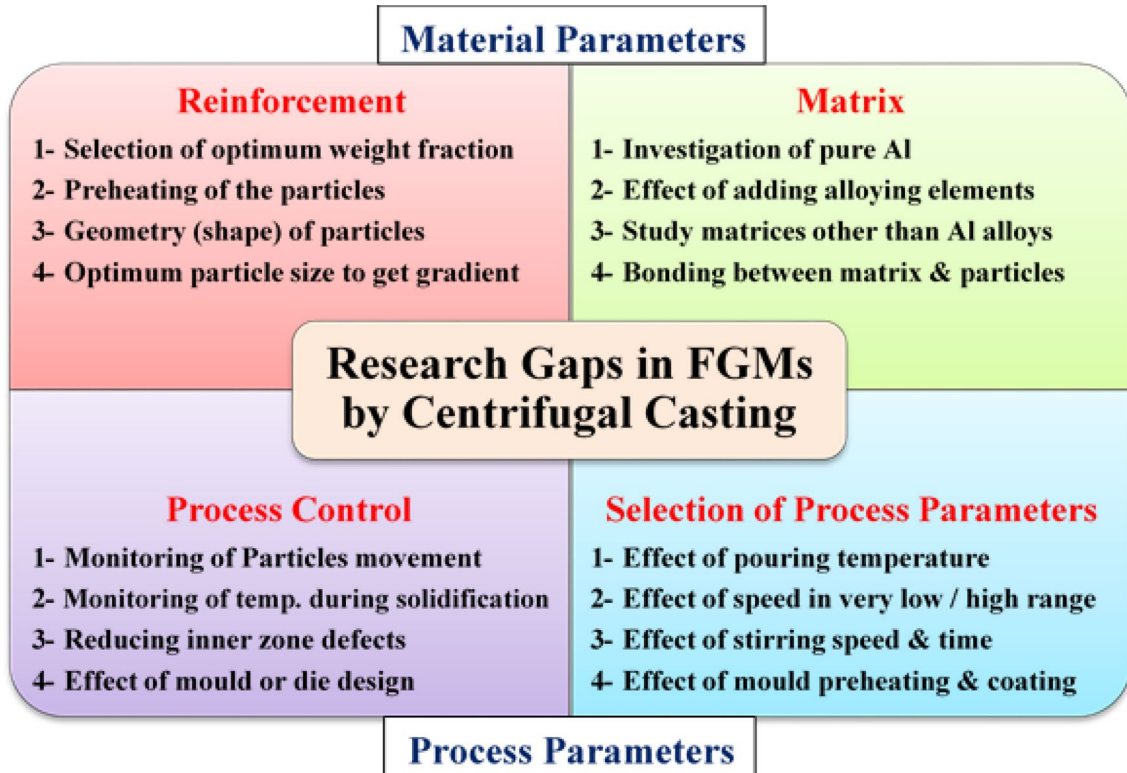 Material Parameters
Reinforcement
1- Selection of optimum weight fraction
2- Preheating of the particles
3- Geometry (shape) of particles
4- Optimum particle size to get gradient
Matrix
1- Investigation of pure Al
2- Effect of adding alloying elements
3- Study matrices other than Al alloys
4- Bonding between matrix & particles
Research Gaps in FGMs
by Centrifugal Casting
Process Control
1- Monitoring of Particles movement
2- Monitoring of temp. during solidification
3- Reducing inner zone defects
4- Effect of mould or die design
Selection of Process Parameters
1- Effect of pouring temperature
2- Effect of speed in very low / high range
3- Effect of stirring speed & time
4- Effect of mould preheating & coating
Process Parameters